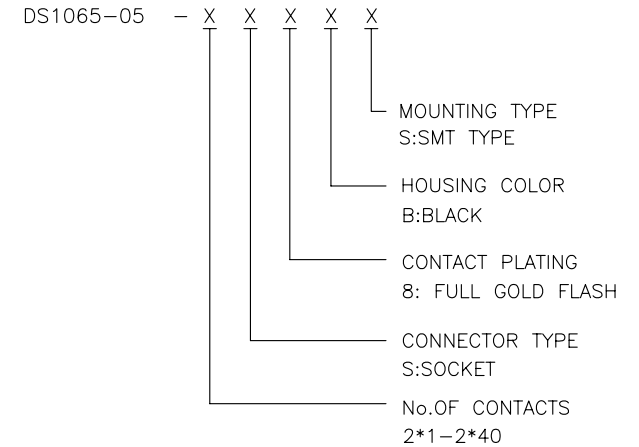 DS1065-05 - X X X X X
MOUNTING TYPE
S:SMT TYPE
HOUSING COLOR
B:BLACK
CONTACT PLATING
8: FULL GOLD FLASH
CONNECTOR TYPE
S:SOCKET
No.OF CONTACTS
2*1-2*40